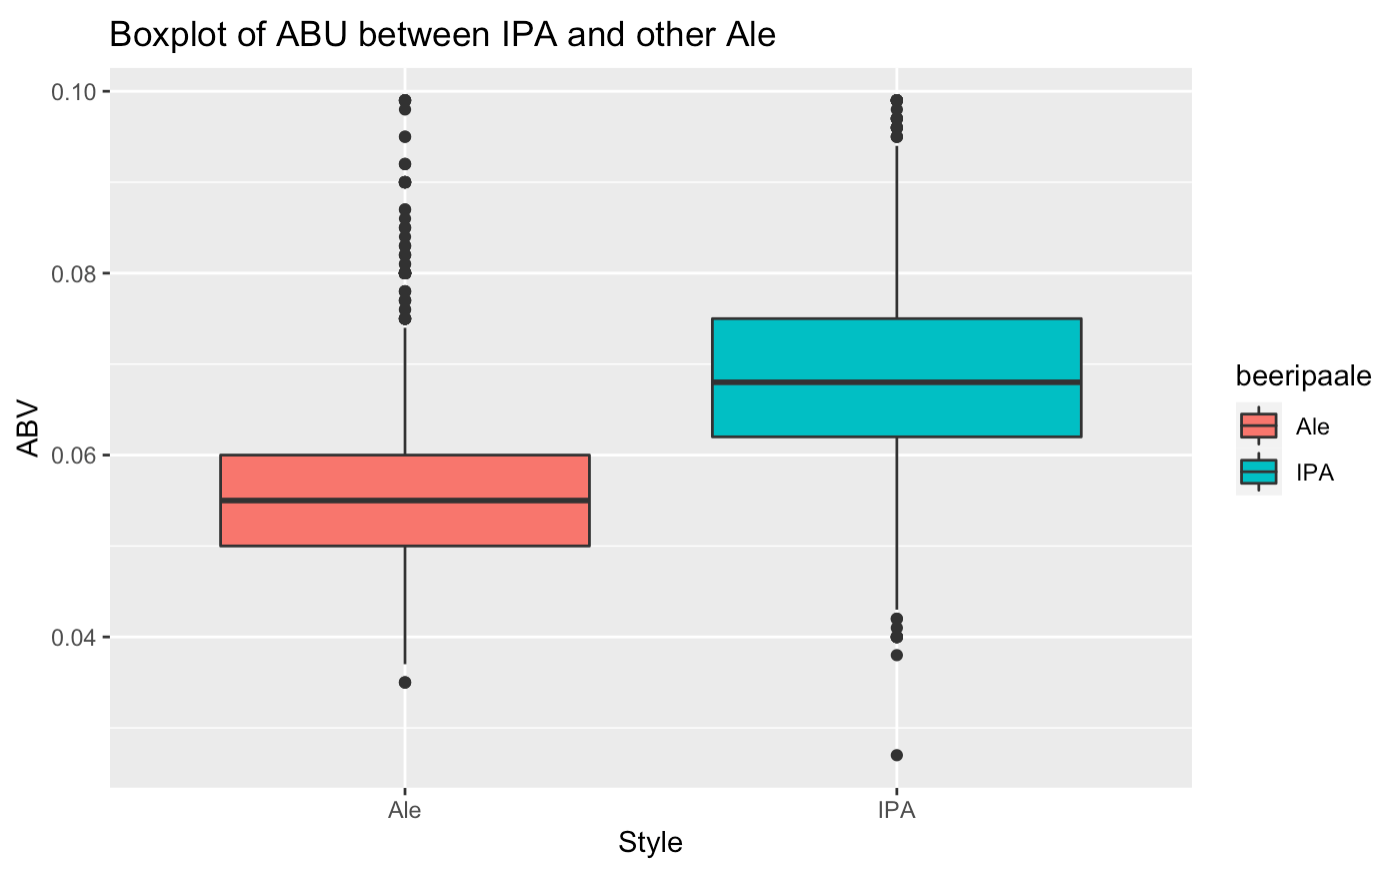 Boxplot of ABU between IPA and other Ale
0.10
0.08
0.06
0.04
ABV
Ale
IPA
Style
beeripaale
Ale
IPA